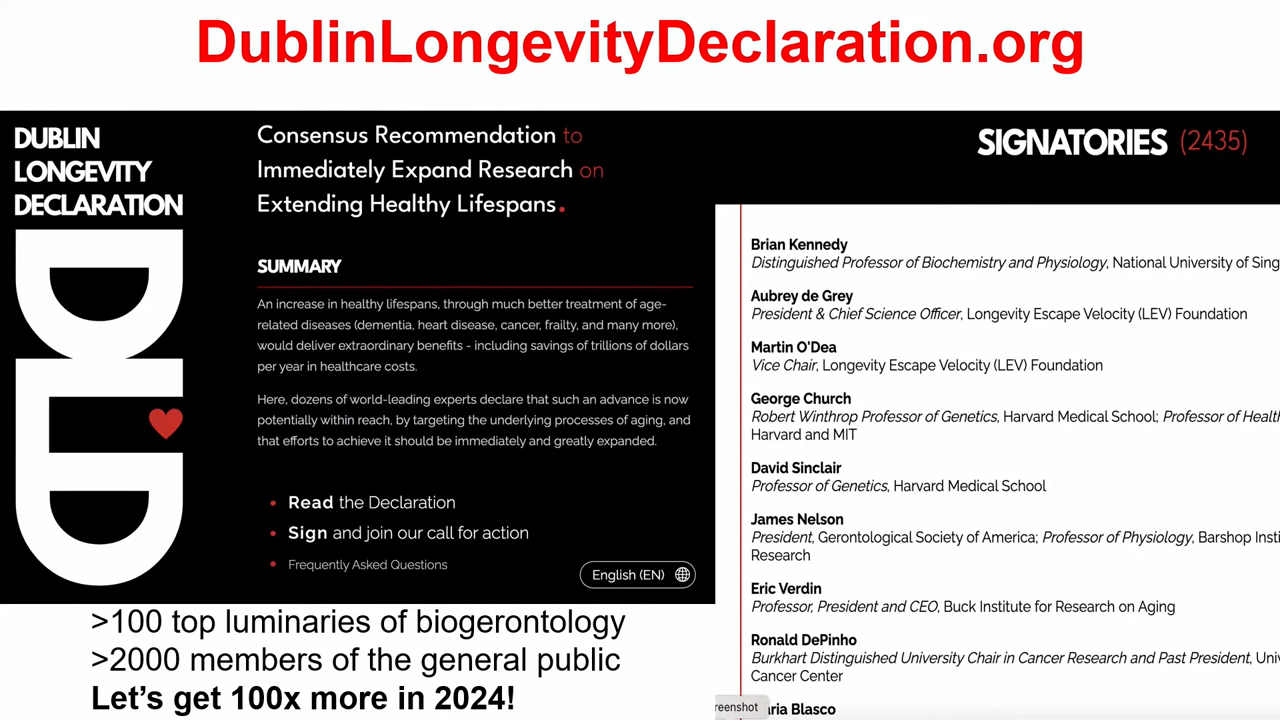 DublinLongevityDeclaration.org
DUBLIN
LONGEVITY
DECLARATION
DLD
Consensus Recommendation to
Immediately Expand Research on
Extending Healthy Lifespans.
SUMMARY
An increase in healthy lifespans, through much better treatment of age-
related diseases (dementia, heart disease, cancer, frailty, and many more),
would deliver extraordinary benefits - including savings of trillions of dollars
per year in healthcare costs.
Here, dozens of world-leading experts declare that such an advance is now
potentially within reach, by targeting the underlying processes of aging, and
that efforts to achieve it should be immediately and greatly expanded.
• Read the Declaration
• Sign and join our call for action
• Frequently Asked Questions
English (EN)
>100 top luminaries of biogerontology
>2000 members of the general public
Let's get 100x more in 2024!
SIGNATORIES (2435)
Brian Kennedy
Distinguished Professor of Biochemistry and Physiology, National University of Sing
Aubrey de Grey
President & Chief Science Officer, Longevity Escape Velocity (LEV) Foundation
Martin O'Dea
Vice Chair, Longevity Escape Velocity (LEV) Foundation
George Church
Robert Winthrop Professor of Genetics, Harvard Medical School; Professor of Healt
Harvard and MIT
David Sinclair
Professor of Genetics, Harvard Medical School
James Nelson
President, Gerontological Society of America; Professor of Physiology, Barshop Insti
Research
Eric Verdin
Professor, President and CEO, Buck Institute for Research on Aging
Ronald DePinho
Burkhart Distinguished University Chair in Cancer Research and Past President, Univ
Cancer Center
reenshot
aria Blasco